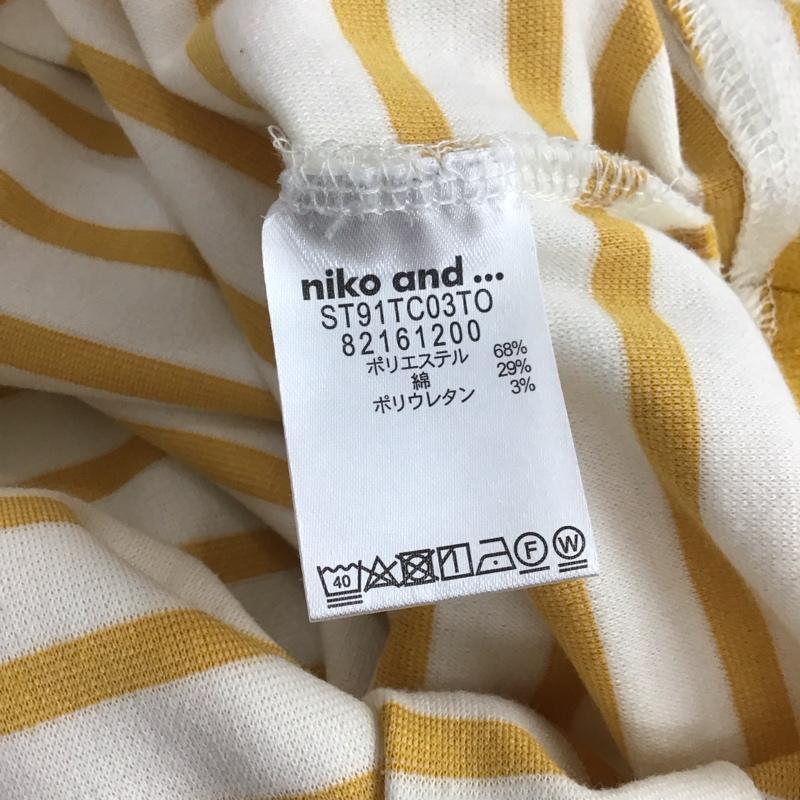 niko and ...
ST91TC03TO
82161200
ポリエステル 68%
綿 29%
ポリウレタン 3%
40 F W